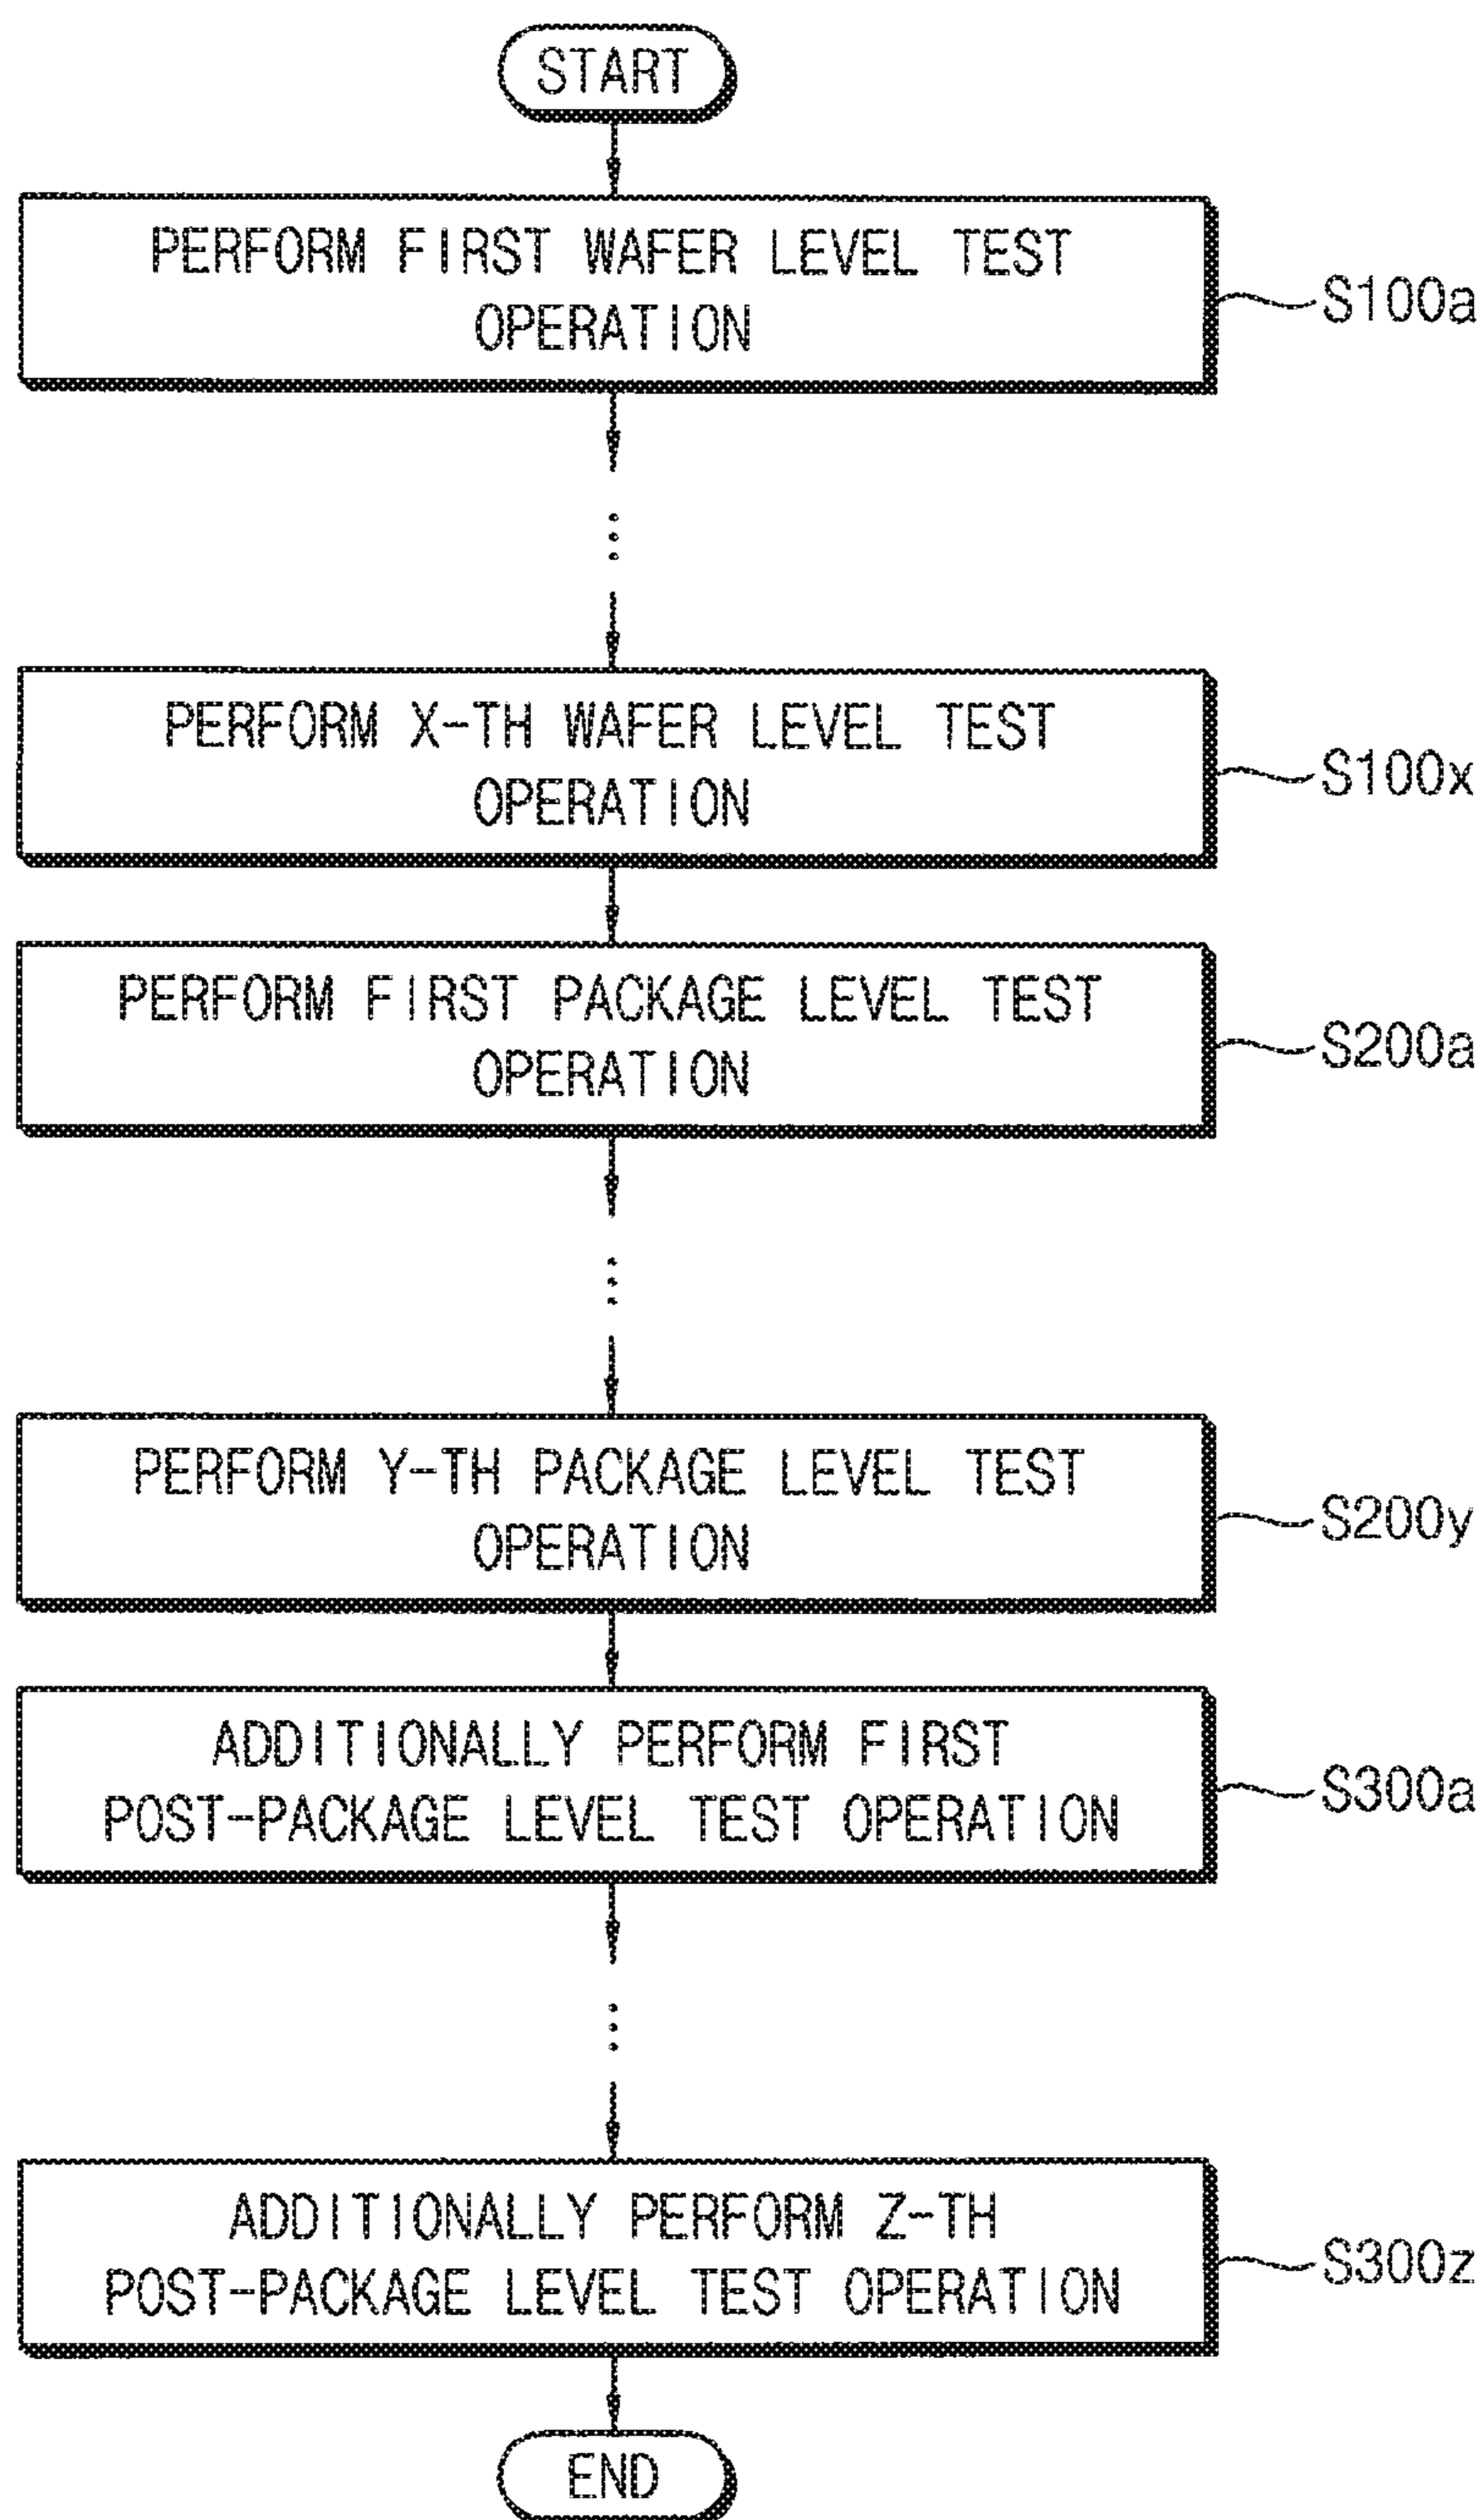 START
PERFORM FIRST WAFER LEVEL TEST
OPERATION
S100a
PERFORM X-TH WAFER LEVEL TEST
OPERATION
S100x
PERFORM FIRST PACKAGE LEVEL TEST
OPERATION
S200a
PERFORM Y-TH PACKAGE LEVEL TEST
OPERATION
S200y
ADDITIONALLY PERFORM FIRST
POST-PACKAGE LEVEL TEST OPERATION
S300a
ADDITIONALLY PERFORM Z-TH
POST-PACKAGE LEVEL TEST OPERATION
S300z
END